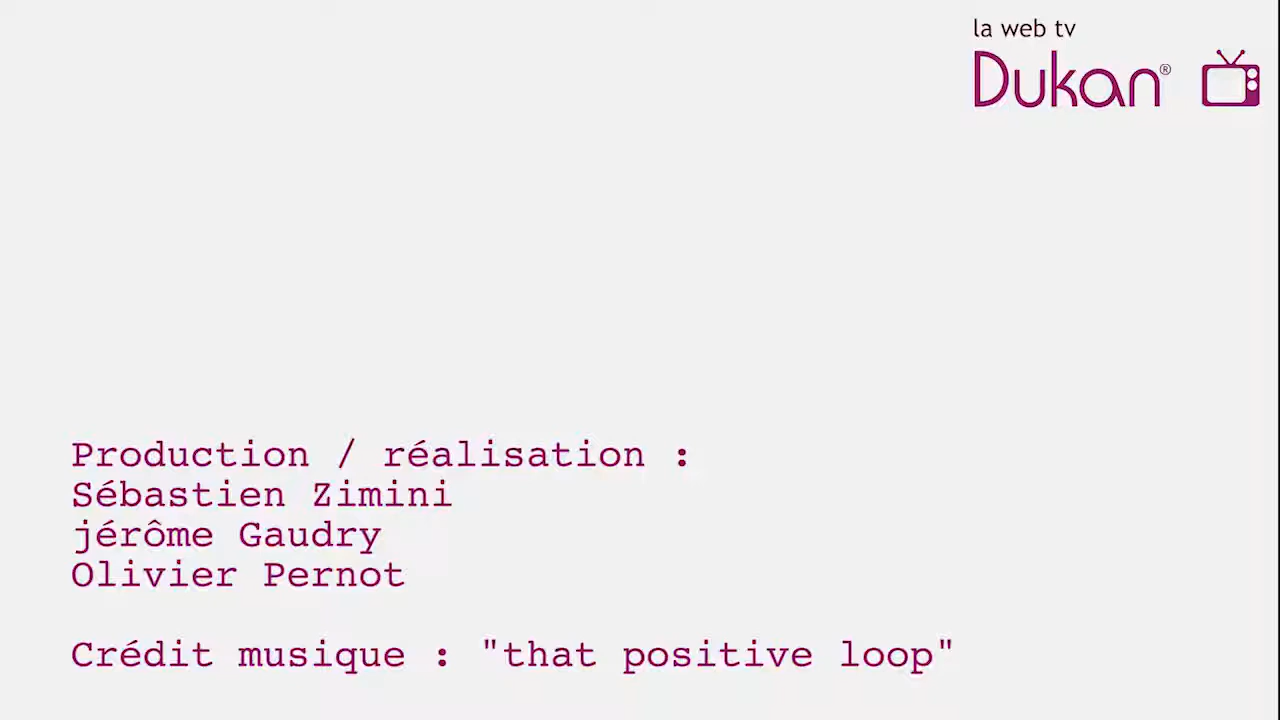 la web tv
Dukan®
Production / réalisation :
Sébastien Zimini
jérôme Gaudry
Olivier Pernot
Crédit musique : "that positive loop"